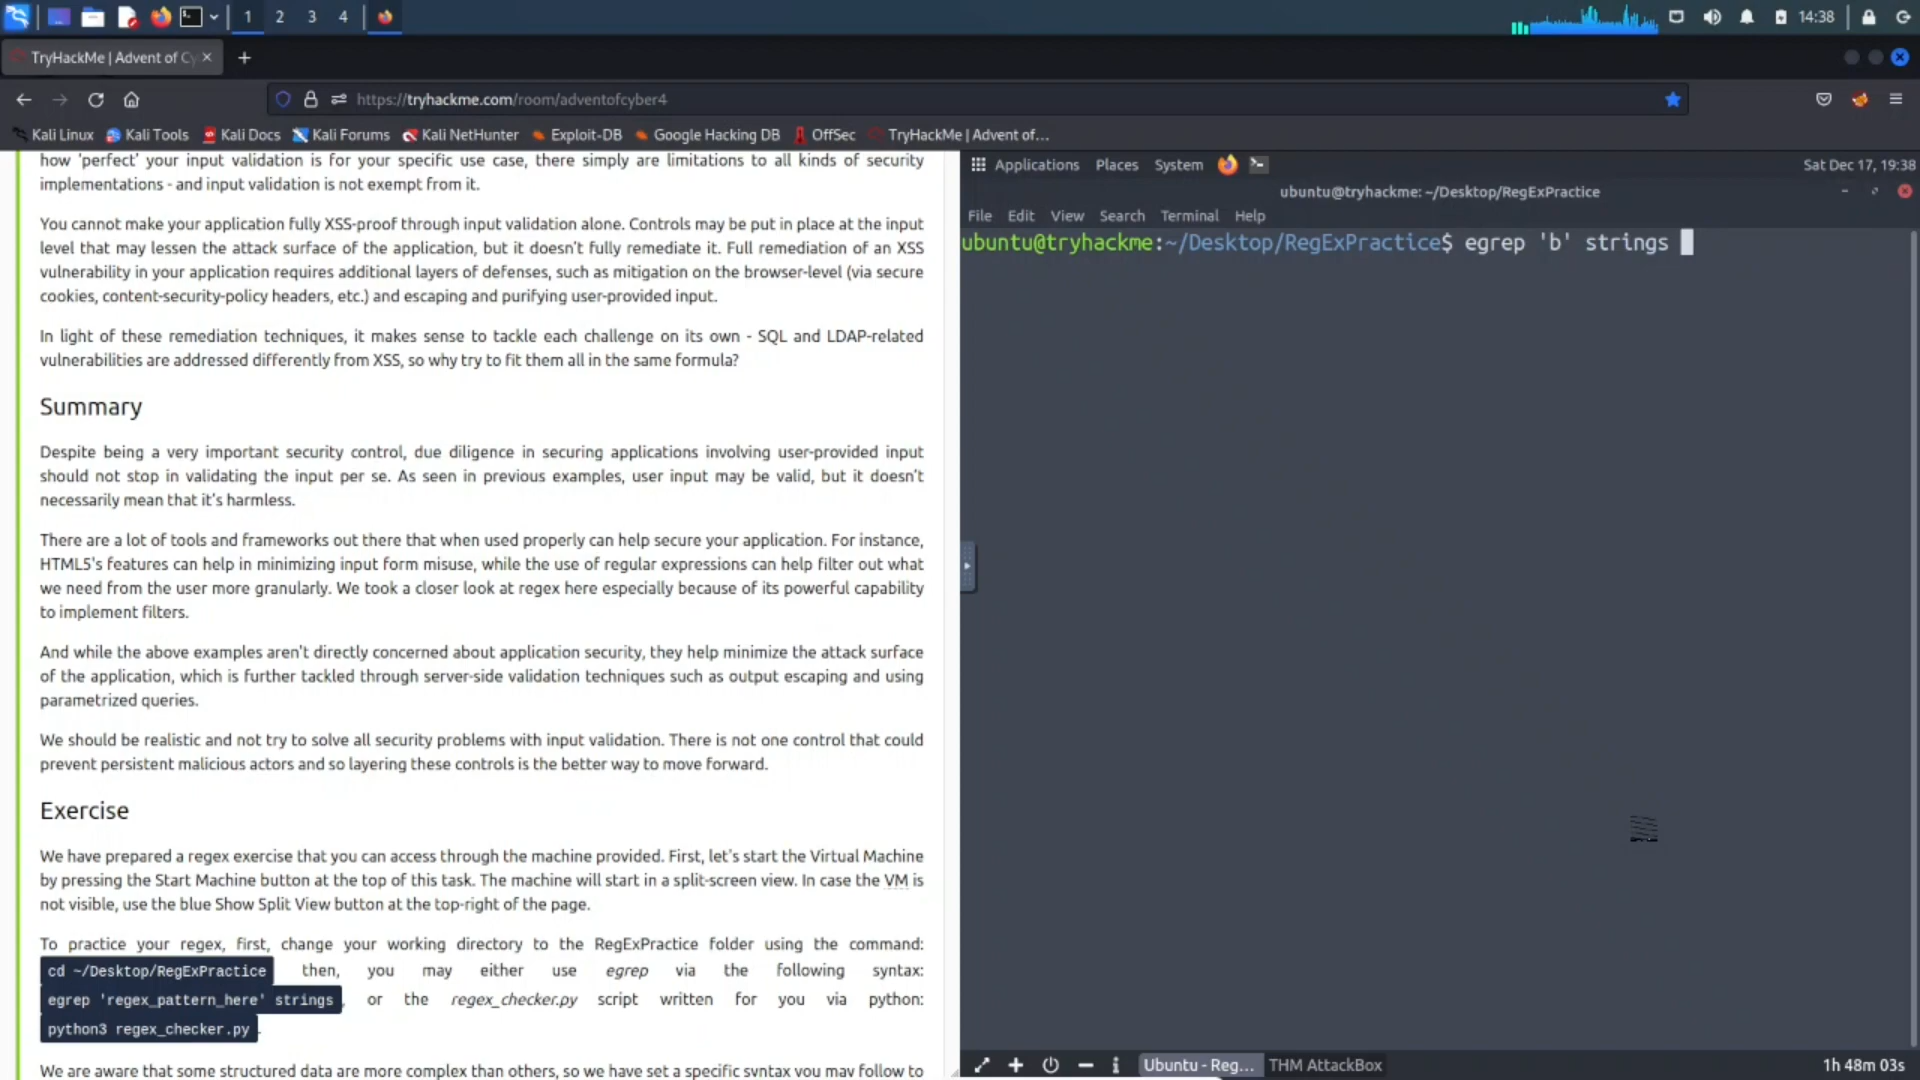 1 2 3 4 14:38
TryHackMe | Advent of Cy
https://tryhackme.com/room/adventofcyber4
Kali Linux Kali Tools Kali Docs Kali Forums Kali NetHunter Exploit-DB Google Hacking DB OffSec TryHackMe | Advent of...
how 'perfect' your input validation is for your specific use case, there simply are limitations to all kinds of security
implementations - and input validation is not exempt from it.
You cannot make your application fully XSS-proof through input validation alone. Controls may be put in place at the input
level that may lessen the attack surface of the application, but it doesn't fully remediate it. Full remediation of an XSS
vulnerability in your application requires additional layers of defenses, such as mitigation on the browser-level (via secure
cookies, content-security-policy headers, etc.) and escaping and purifying user-provided input.
In light of these remediation techniques, it makes sense to tackle each challenge on its own - SQL and LDAP-related
vulnerabilities are addressed differently from XSS, so why try to fit them all in the same formula?
Summary
Despite being a very important security control, due diligence in securing applications involving user-provided input
should not stop in validating the input per se. As seen in previous examples, user input may be valid, but it doesn't
necessarily mean that it's harmless.
There are a lot of tools and frameworks out there that when used properly can help secure your application. For instance,
HTML5's features can help in minimizing input form misuse, while the use of regular expressions can help filter out what
we need from the user more granularly. We took a closer look at regex here especially because of its powerful capability
to implement filters.
And while the above examples aren't directly concerned about application security, they help minimize the attack surface
of the application, which is further tackled through server-side validation techniques such as output escaping and using
parametrized queries.
We should be realistic and not try to solve all security problems with input validation. There is not one control that could
prevent persistent malicious actors and so layering these controls is the better way to move forward.
Exercise
We have prepared a regex exercise that you can access through the machine provided. First, let's start the Virtual Machine
by pressing the Start Machine button at the top of this task. The machine will start in a split-screen view. In case the VM is
not visible, use the blue Show Split View button at the top-right of the page.
To practice your regex, first, change your working directory to the RegExPractice folder using the command:
cd ~/Desktop/RegExPractice then, you may either use egrep via the following syntax:
egrep 'regex_pattern_here' strings , or the regex_checker.py script written for you via python:
python3 regex_checker.py .
We are aware that some structured data are more complex than others, so we have set a specific syntax you may follow to
Applications Places System Sat Dec 17, 19:38
ubuntu@tryhackme: ~/Desktop/RegExPractice
File Edit View Search Terminal Help
ubuntu@tryhackme:~/Desktop/RegExPractice$ egrep 'b' strings
Ubuntu - Reg... THM AttackBox 1h 48m 03s